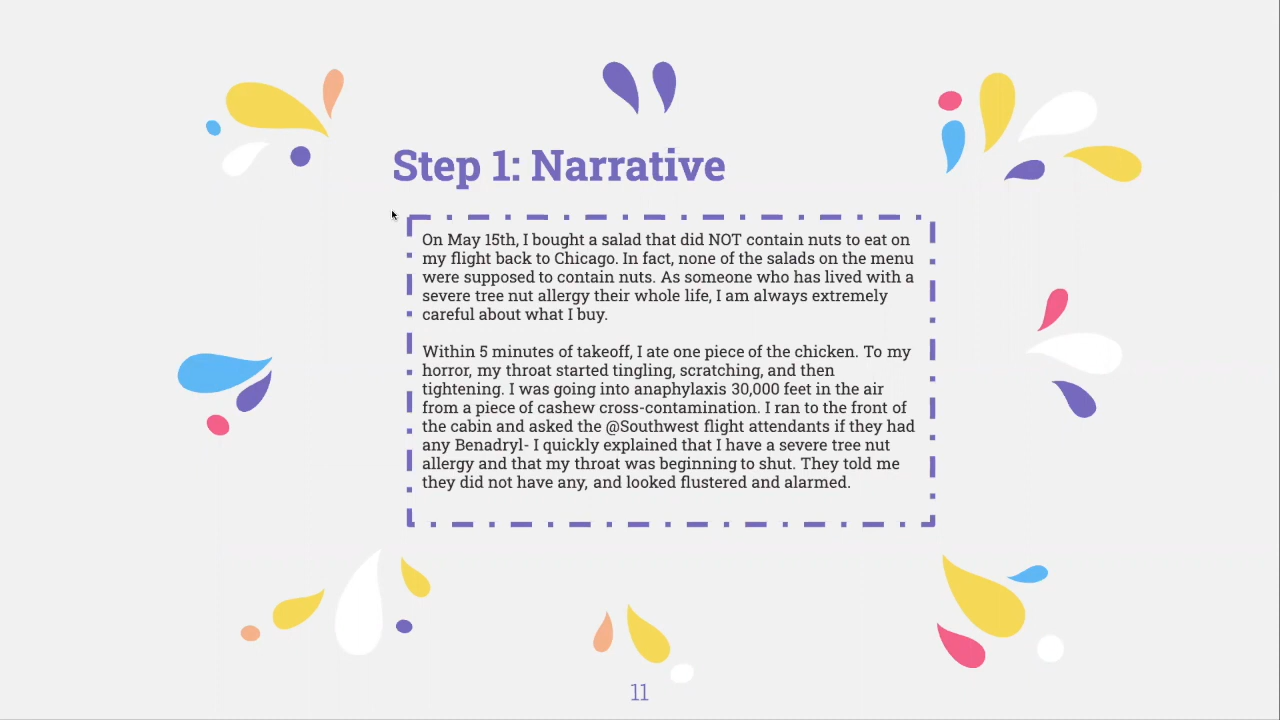 Step 1: Narrative
On May 15th, I bought a salad that did NOT contain nuts to eat on
my flight back to Chicago. In fact, none of the salads on the menu
were supposed to contain nuts. As someone who has lived with a
severe tree nut allergy their whole life, I am always extremely
careful about what I buy.
Within 5 minutes of takeoff, I ate one piece of the chicken. To my
horror, my throat started tingling, scratching, and then
tightening. I was going into anaphylaxis 30,000 feet in the air
from a piece of cashew cross-contamination. I ran to the front of
the cabin and asked the @Southwest flight attendants if they had
any Benadryl- I quickly explained that I have a severe tree nut
allergy and that my throat was beginning to shut. They told me
they did not have any, and looked flustered and alarmed.
11